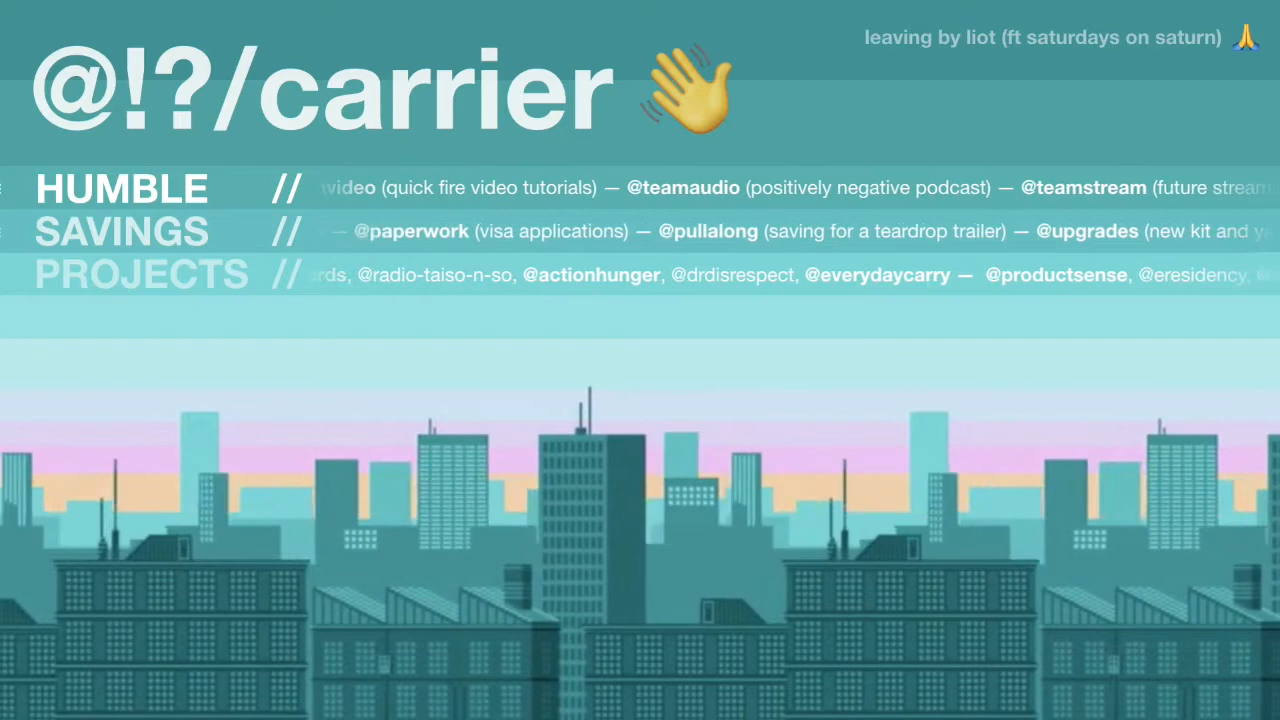 leaving by liot (ft saturdays on saturn) 🙏
@!?/carrier 👋
HUMBLE // video (quick fire video tutorials) — @teamaudio (positively negative podcast) — @teamstream (future stream
SAVINGS // — @paperwork (visa applications) — @pullalong (saving for a teardrop trailer) — @upgrades (new kit and
PROJECTS // @radio-taiso-n-so, @actionhunger, @drdisrespect, @everydaycarry — @productsense, @eresidency,